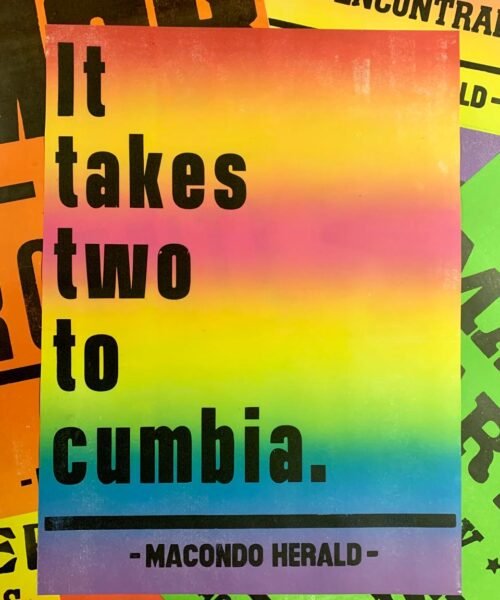 It
takes
two
to
cumbia.
- MACONDO HERALD -